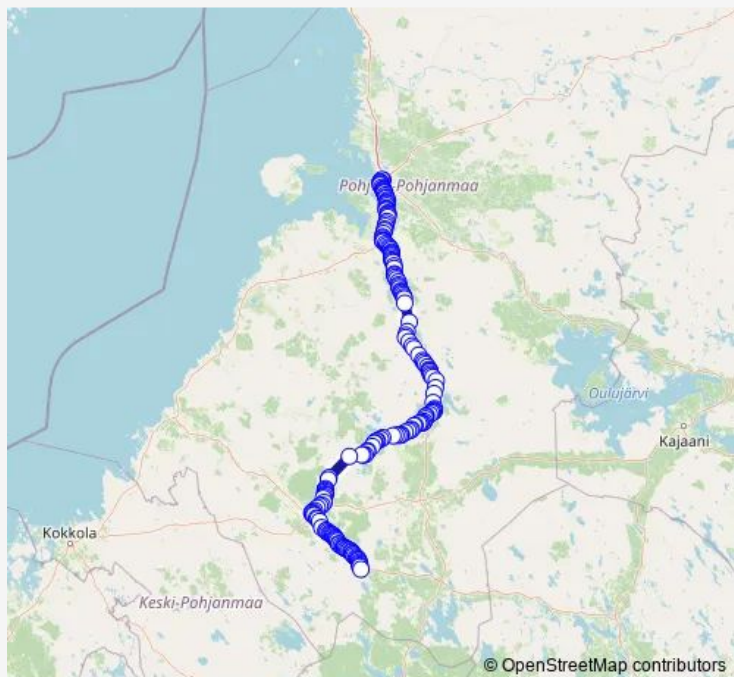 Pohjois-Pohjanmaa
Oulujärvi
Kajaani
Kokkola
Keski-Pohjanmaa
© OpenStreetMap contributors